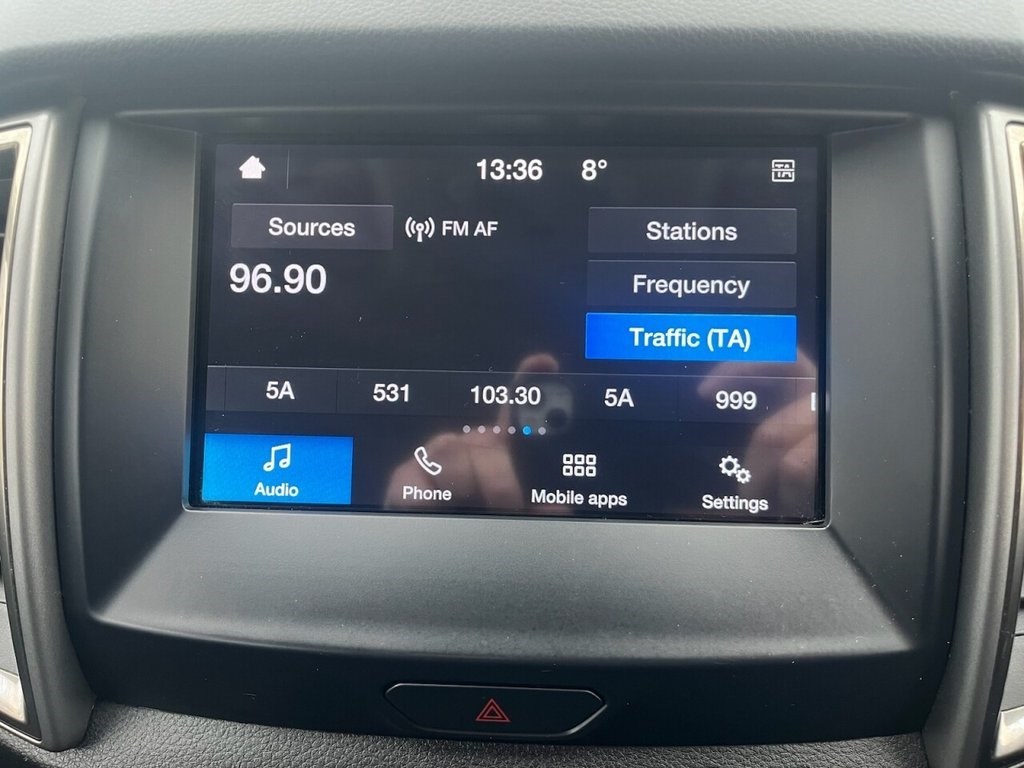 13:36 8° TA
Sources FM AF Stations
96.90 Frequency
Traffic (TA)
5A 531 103.30 5A 999
Audio Phone Mobile apps Settings